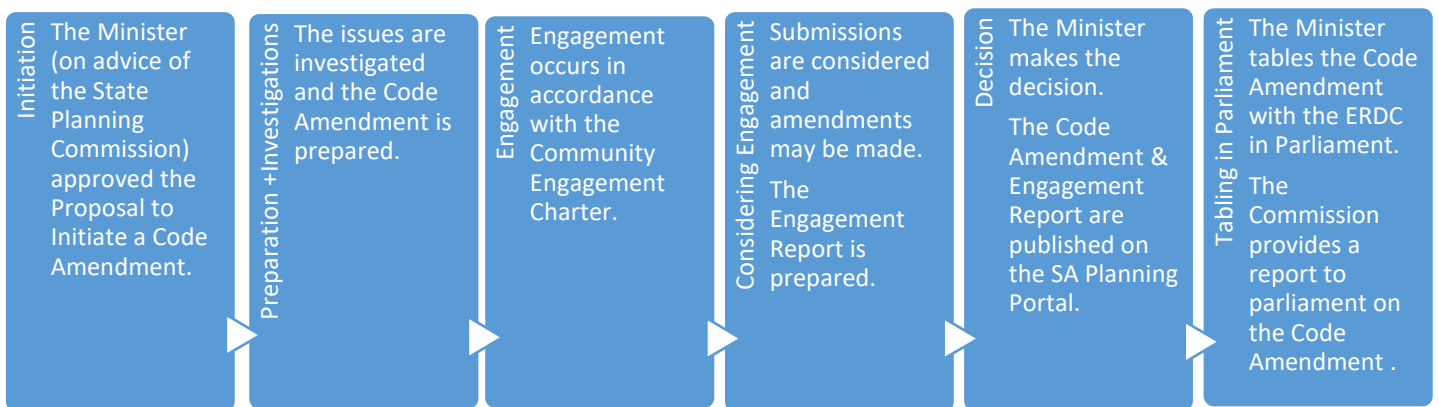 Initiation
The Minister
(on advice of
the State
Planning
Commission)
approved the
Proposal to
Initiate a Code
Amendment.
Preparation +Investigations
The issues are
investigated
and the Code
Amendment is
prepared.
Engagement
Engagement
occurs in
accordance
with the
Community
Engagement
Charter.
Considering Engagement
Submissions
are considered
and
amendments
may be made.
The
Engagement
Report is
prepared.
Decision
The Minister
makes the
decision.
The Code
Amendment &
Engagement
Report are
published on
the SA Planning
Portal.
Tabling in Parliament
The Minister
tables the Code
Amendment
with the ERDC
in Parliament.
The
Commission
provides a
report to
parliament on
the Code
Amendment .